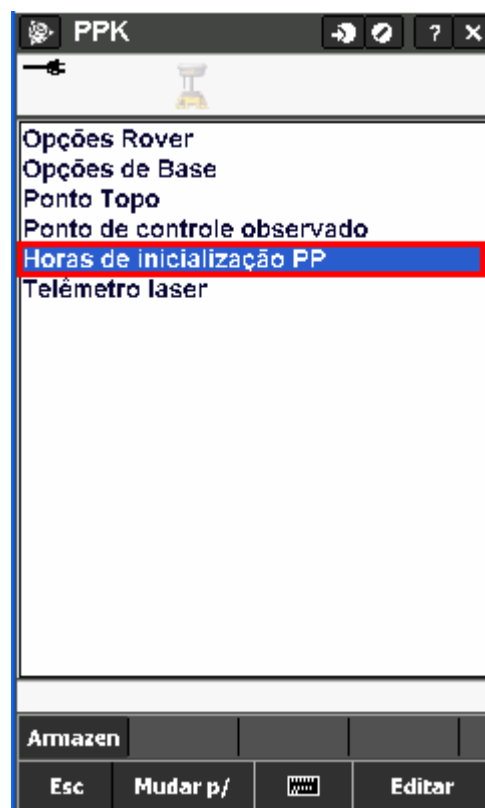 PPK
? X
Opções Rover
Opções de Base
Ponto Topo
Ponto de controle observado
Horas de inicialização PP
Telêmetro laser
Armazen
Esc Mudar p/ Editar